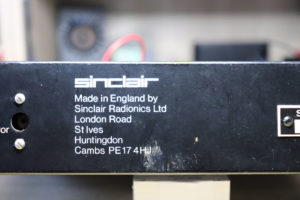 sinclair
Made in England by
Sinclair Radionics Ltd
London Road
St Ives
Huntingdon
Cambs PE17 4HJ